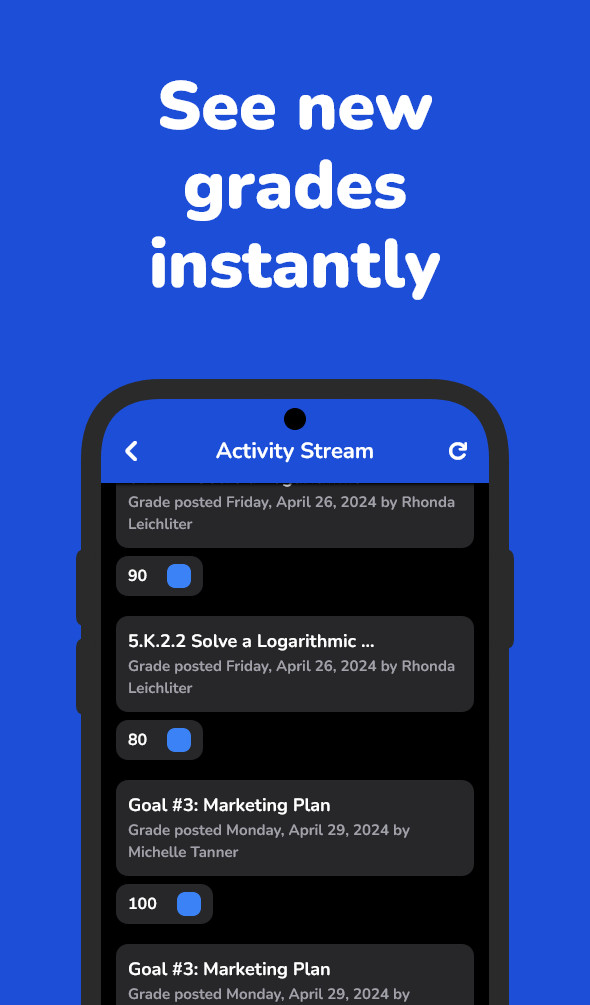 See new
grades
instantly
Activity Stream
Grade posted Friday, April 26, 2024 by Rhonda
Leichliter
90
5.K.2.2 Solve a Logarithmic ...
Grade posted Friday, April 26, 2024 by Rhonda
Leichliter
80
Goal #3: Marketing Plan
Grade posted Monday, April 29, 2024 by
Michelle Tanner
100
Goal #3: Marketing Plan
Grade posted Monday, April 29, 2024 by